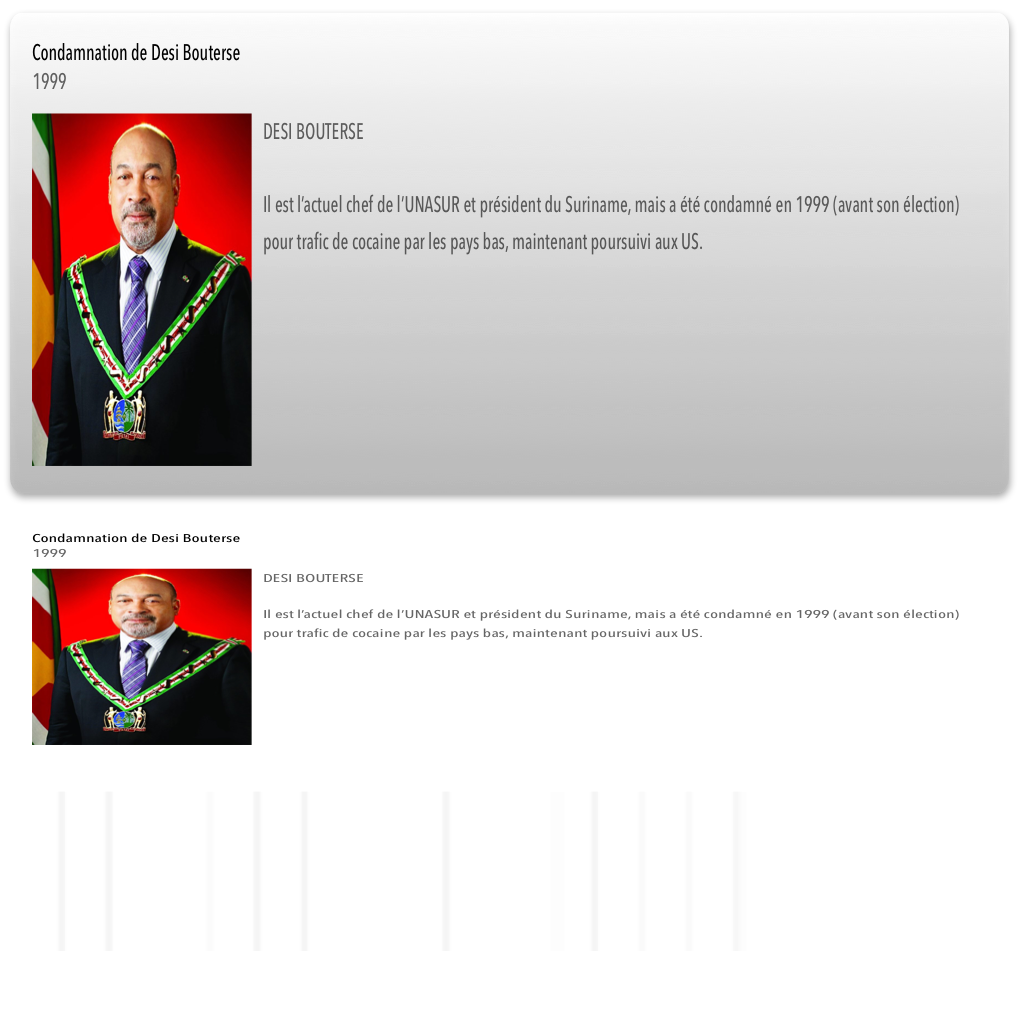 Condamnation de Desi Bouterse
1999
DESI BOUTERSE
Il est l’actuel chef de l’UNASUR et président du Suriname, mais a été condamné en 1999 (avant son élection)
pour trafic de cocaine par les pays bas, maintenant poursuivi aux US.
Condamnation de Desi Bouterse
1999
DESI BOUTERSE
Il est l’actuel chef de l’UNASUR et président du Suriname, mais a été condamné en 1999 (avant son élection)
pour trafic de cocaine par les pays bas, maintenant poursuivi aux US.